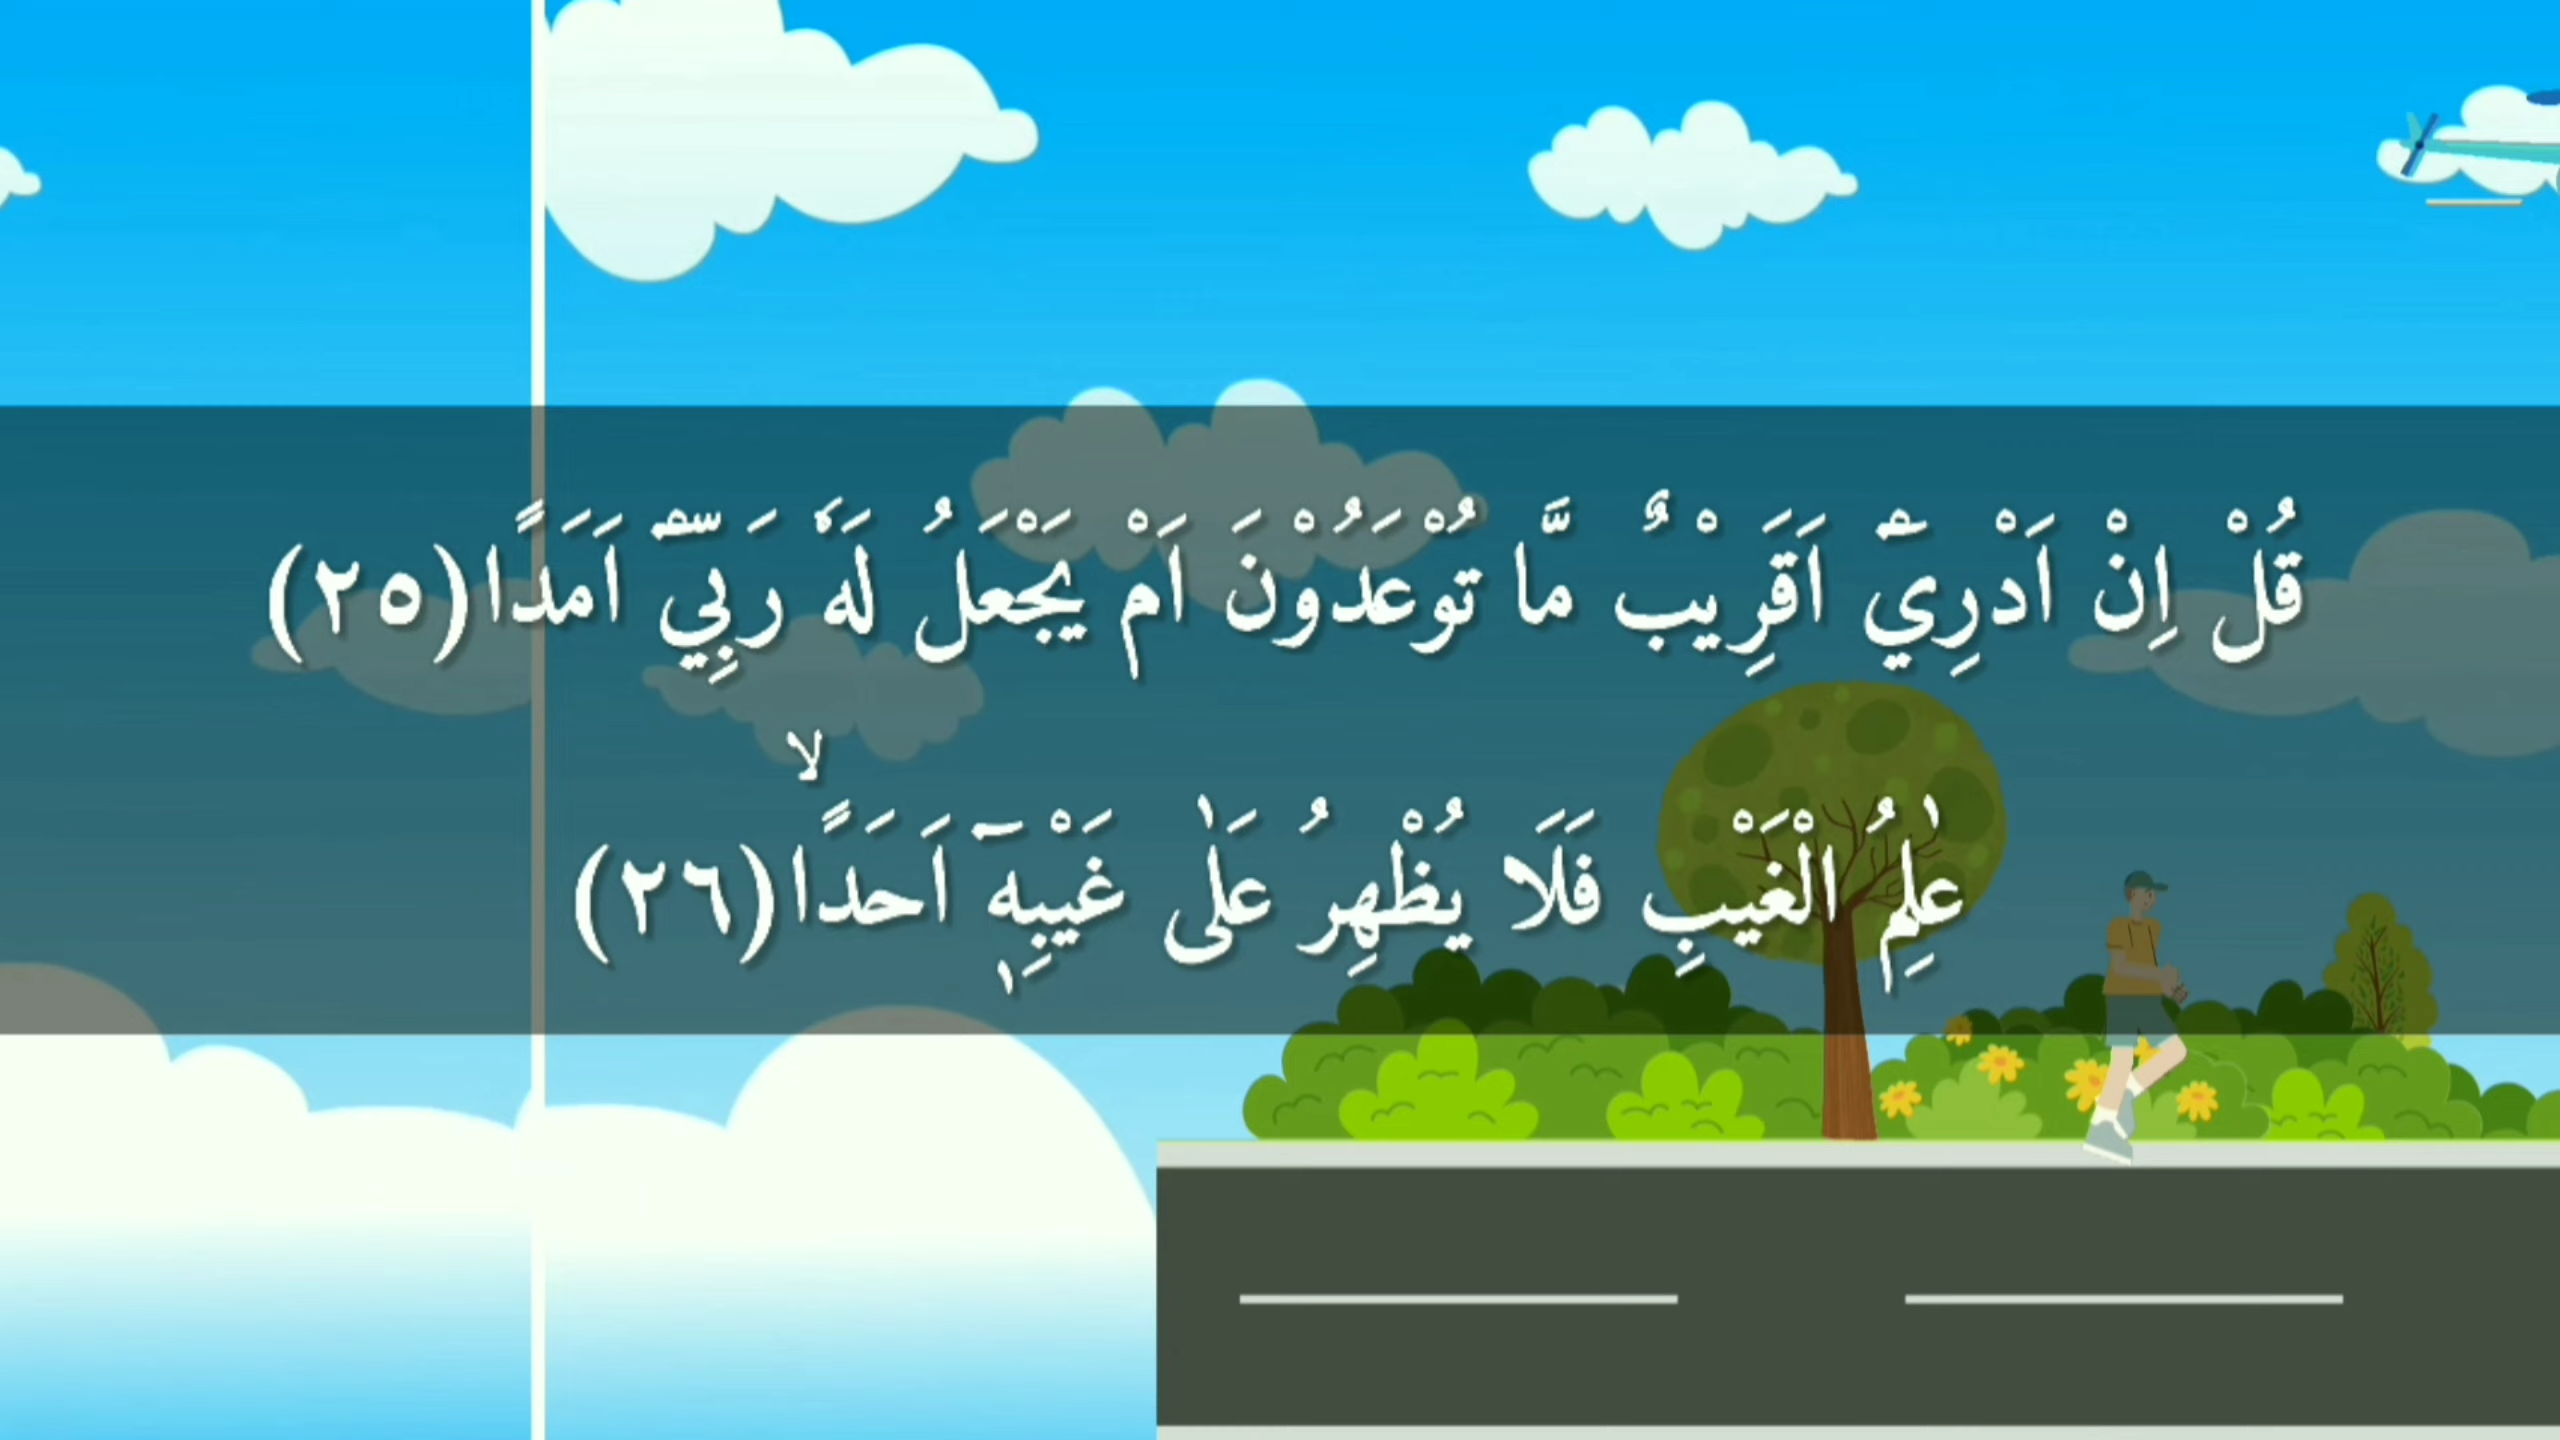 قُلْ اِنْ اَدْرِيْٓ اَقَرِيْبٌ مَّا تُوْعَدُوْنَ اَمْ يَجْعَلُ لَهٗ رَبِّيْٓ اَمَدًا(٢٥)
عٰلِمُ الْغَيْبِ فَلَا يُظْهِرُ عَلٰى غَيْبِهٖٓ اَحَدًاۙ(٢٦)